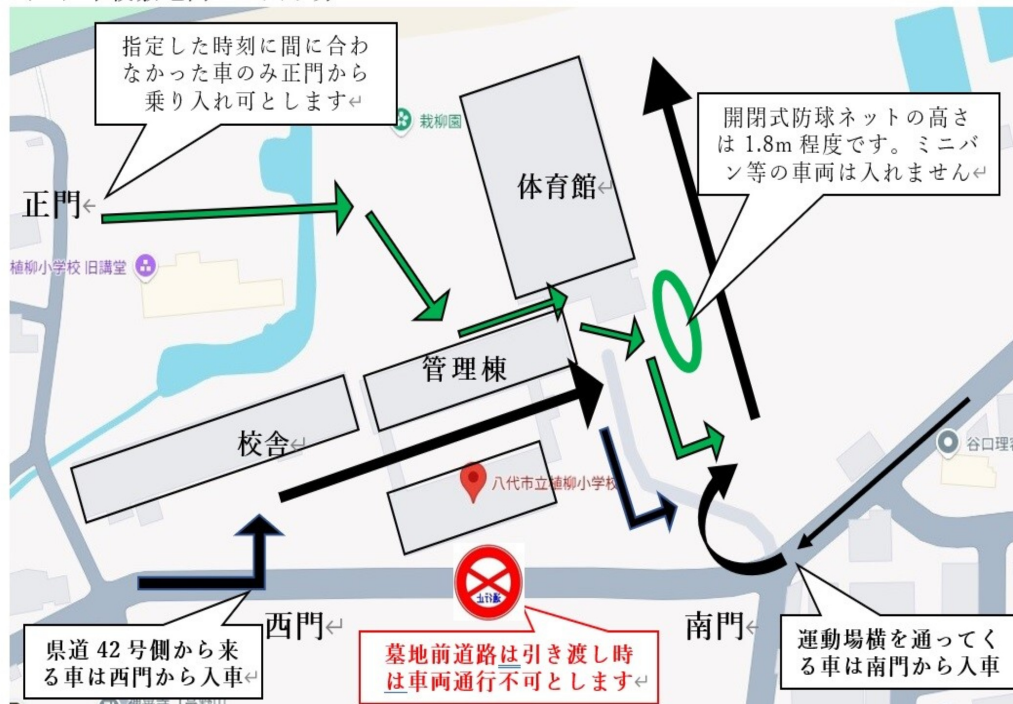 指定した時刻に間に合わ
なかった車のみ正門から
乗り入れ可とします
栽柳園
開閉式防球ネットの高さ
は 1.8m 程度です。ミニバ
ン等の車両は入れません
体育館
正門
植柳小学校 旧講堂
管理棟
校舎
谷口理容
八代市立植柳小学校
通行止
西門
南門
県道 42 号側から来
る車は西門から入車
墓地前道路は引き渡し時
は車両通行不可とします
運動場横を通ってく
る車は南門から入車